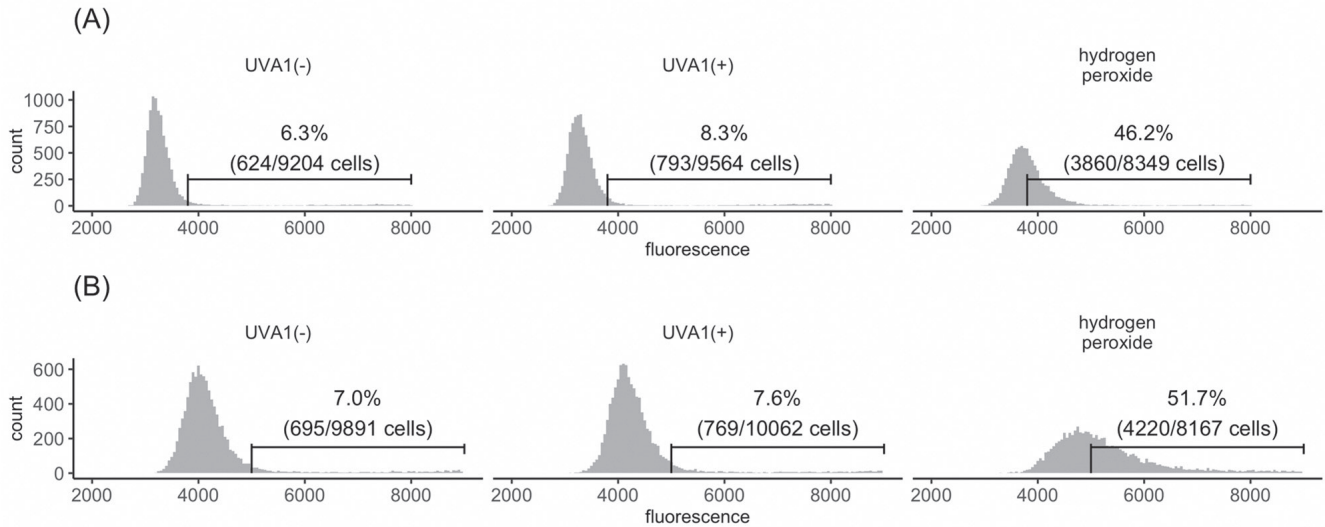 (A)
UVA1(-)
UVA1(+)
hydrogen
peroxide
count
1000
750
500
250
0
6.3%
(624/9204 cells)
8.3%
(793/9564 cells)
46.2%
(3860/8349 cells)
2000 4000 6000 8000
2000 4000 6000 8000
2000 4000 6000 8000
fluorescence
(B)
UVA1(-)
UVA1(+)
hydrogen
peroxide
count
600
400
200
0
7.0%
(695/9891 cells)
7.6%
(769/10062 cells)
51.7%
(4220/8167 cells)
2000 4000 6000 8000
2000 4000 6000 8000
2000 4000 6000 8000
fluorescence